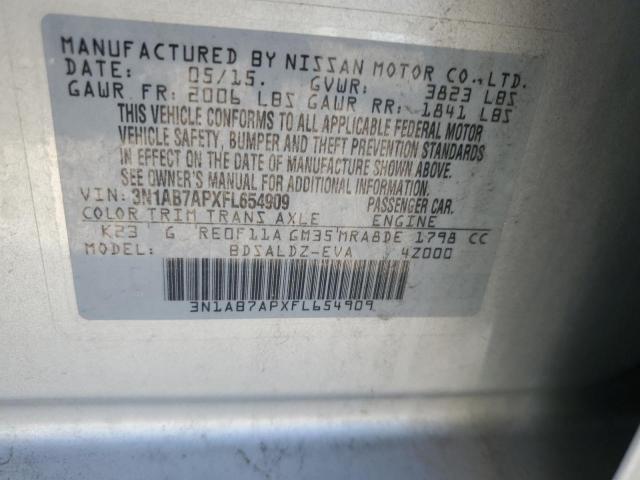 MANUFACTURED BY NISSAN MOTOR CO.,LTD.
DATE: 05/15. GVWR: 3823 LBS
GAWR FR: 2006 LBS GAWR RR: 1841 LBS
THIS VEHICLE CONFORMS TO ALL APPLICABLE FEDERAL MOTOR
VEHICLE SAFETY, BUMPER AND THEFT PREVENTION STANDARDS
IN EFFECT ON THE DATE OF MANUFACTURE SHOWN ABOVE.
SEE OWNER'S MANUAL FOR ADDITIONAL INFORMATION.
VIN: 3N1AB7APXFL654909 PASSENGER CAR.
COLOR TRIM TRANS AXLE ENGINE
K23 G RE0F11A GM35 MRA8DE 1798 CC
MODEL: BDSALDZ-EVA 4Z000
3N1AB7APXFL654909